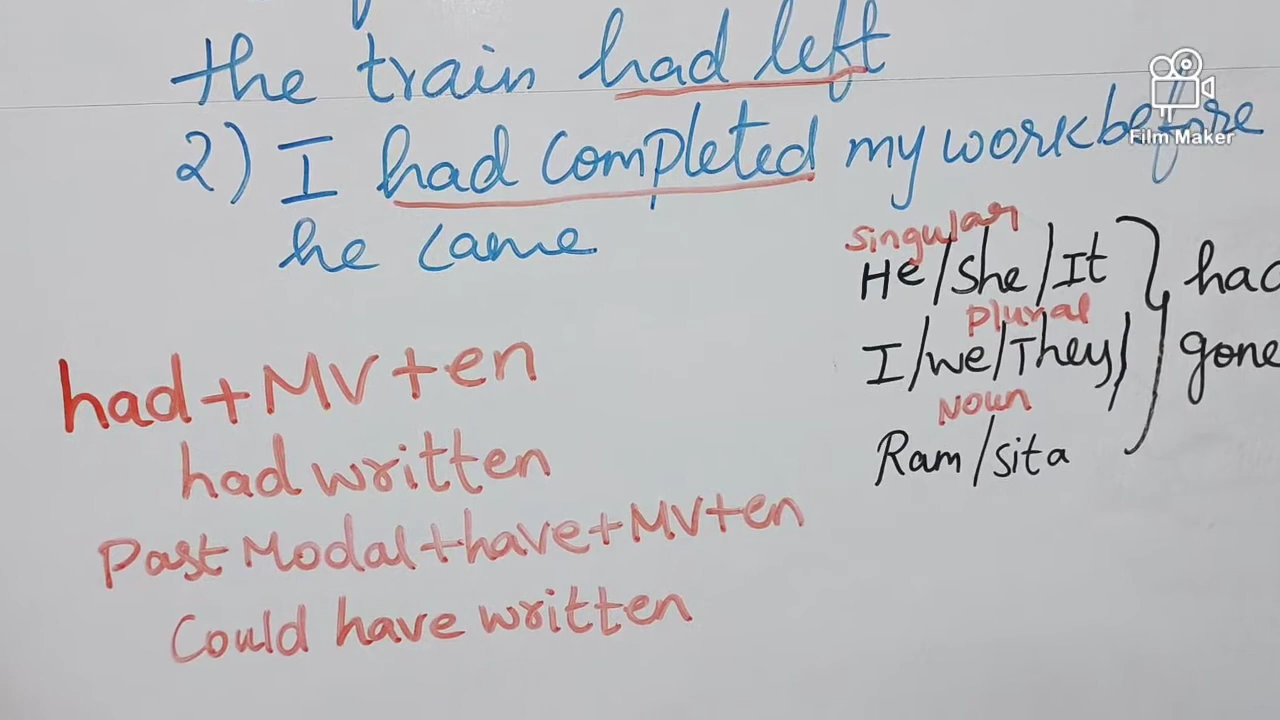 the train had left
2) I had completed my work before
he came
Singular
He/She/It
had
plural
I/we/They/
gone
Noun
Ram/sita
had+MV+en
had written
Past Modal+have+MV+en
Could have written
Film Maker